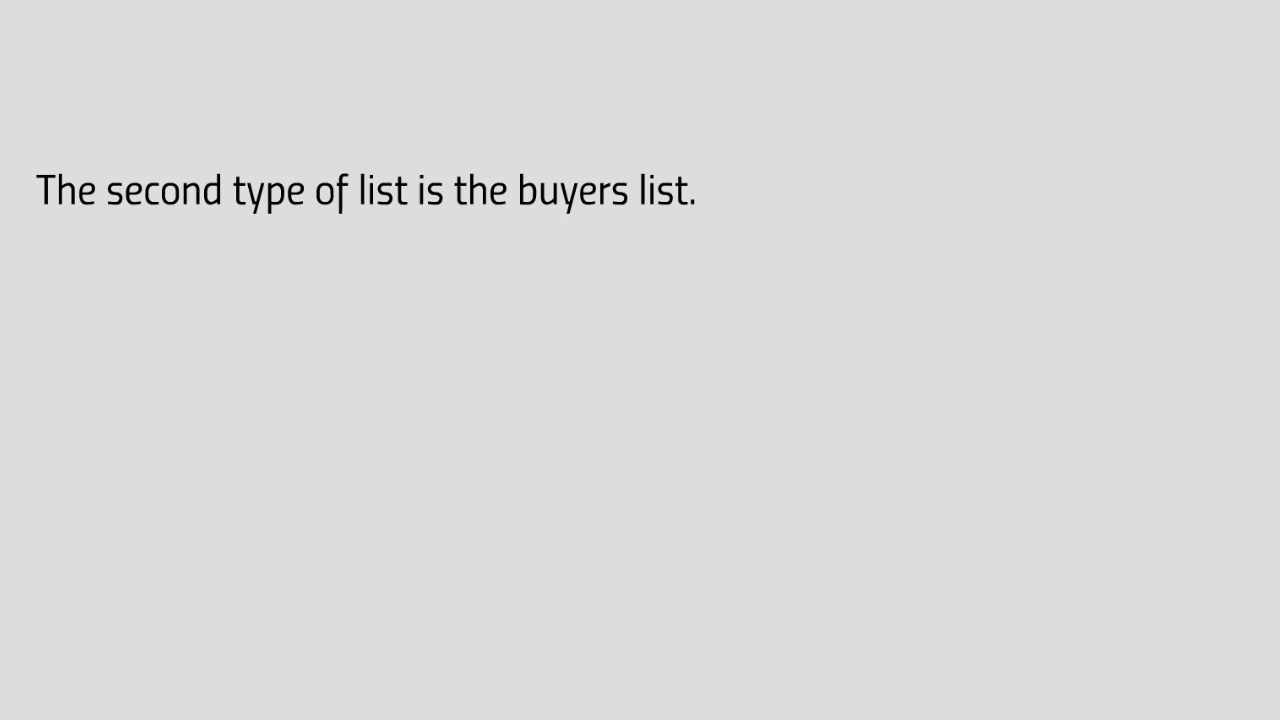 The second type of list is the buyers list.